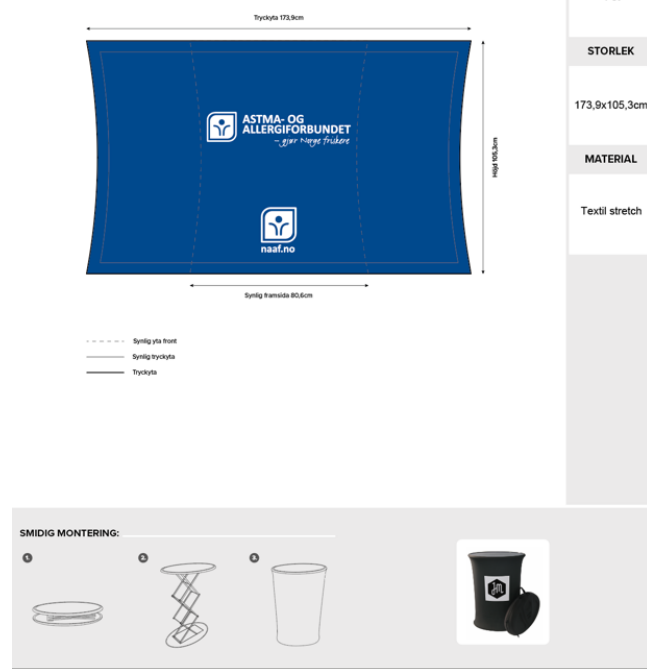 Tryckyta 173,9cm
STORLEK
173,9x105,3cm
ASTMA- OG
ALLERGIFORBUNDET
– gjør Norge friskere
Höjd 105,3cm
MATERIAL
Textil stretch
naaf.no
Synlig framsida 80,6cm
Synlig yta front
Synlig tryckyta
Tryckyta
SMIDIG MONTERING:
1.
2.
3.
JM